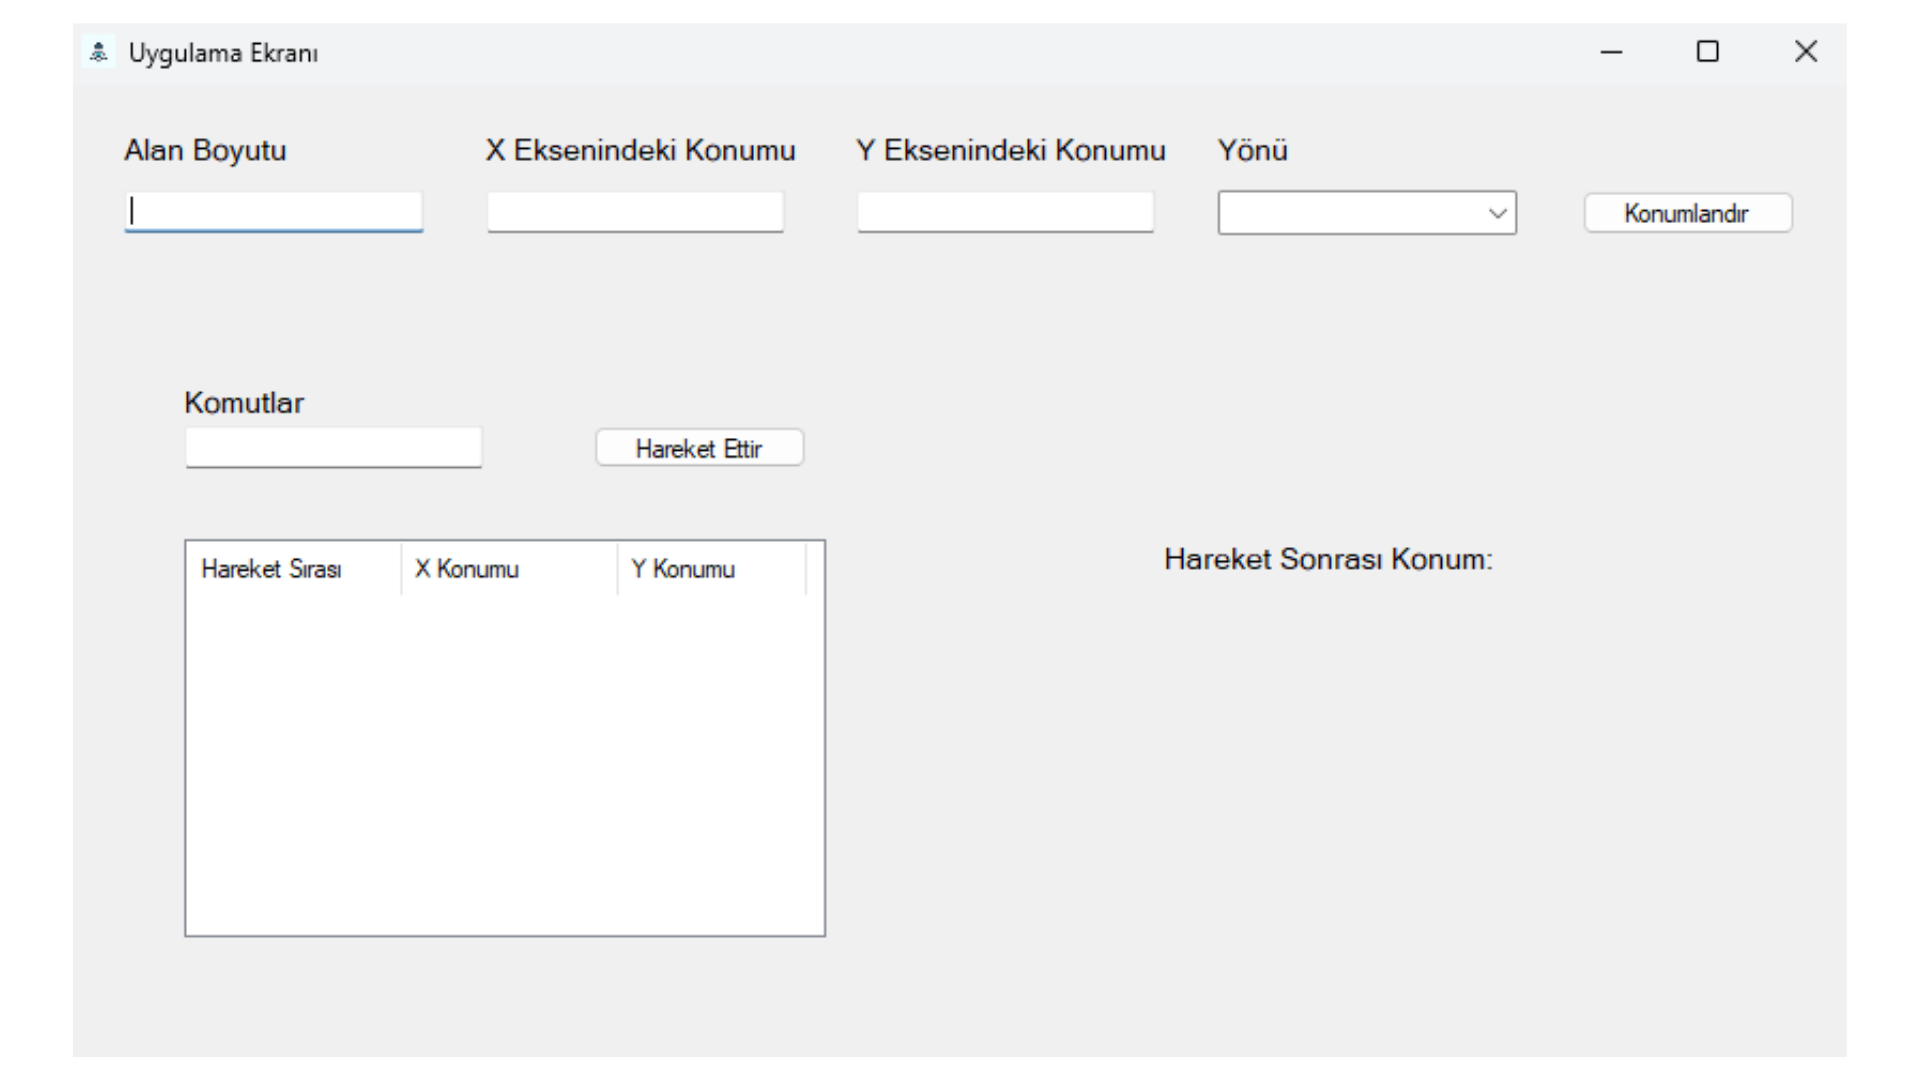 Uygulama Ekranı
Alan Boyutu
X Eksenindeki Konumu
Y Eksenindeki Konumu
Yönü
Konumlandır
Komutlar
Hareket Ettir
Hareket Sırası
X Konumu
Y Konumu
Hareket Sonrası Konum: